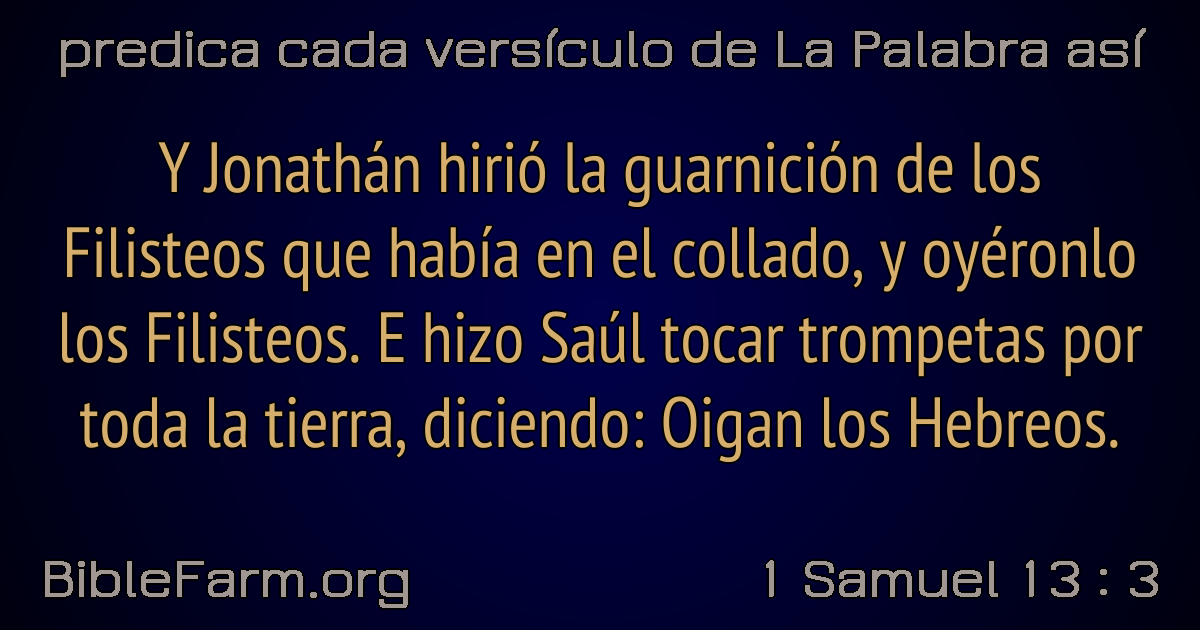 predica cada versículo de La Palabra así
Y Jonathán hirió la guarnición de los
Filisteos que había en el collado, y oyéronlo
los Filisteos. E hizo Saúl tocar trompetas por
toda la tierra, diciendo: Oigan los Hebreos.
BibleFarm.org
1 Samuel 13 : 3